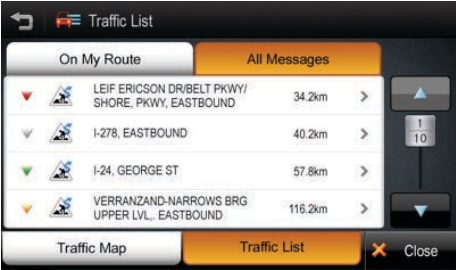 Traffic List
On My Route
All Messages
LEIF ERICSON DR/BELT PKWY/
SHORE, PKWY, EASTBOUND
34.2km
I-278, EASTBOUND
40.2km
I-24, GEORGE ST
57.8km
VERRANZAND-NARROWS BRG
UPPER LVL,. EASTBOUND
116.2km
1
10
Traffic Map
Traffic List
Close